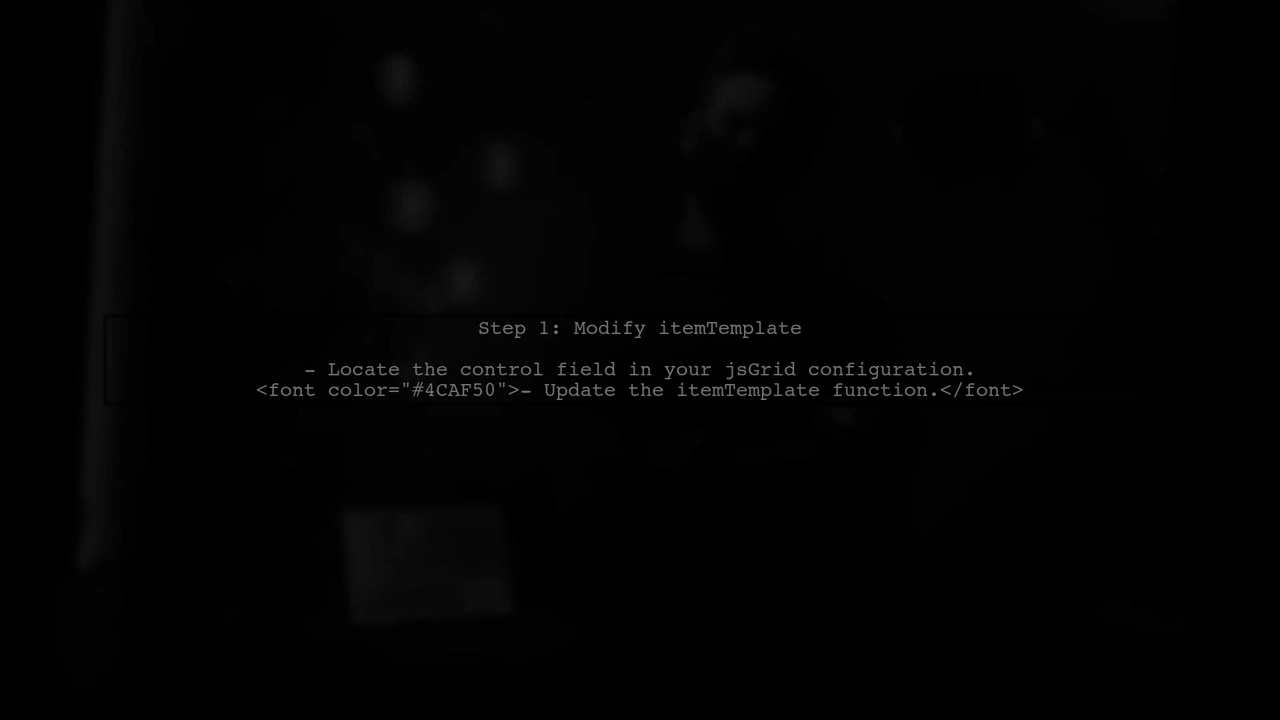 Step 1: Modify itemTemplate
- Locate the control field in your jsGrid configuration.
<font color="#4CAF50">- Update the itemTemplate function.</font>